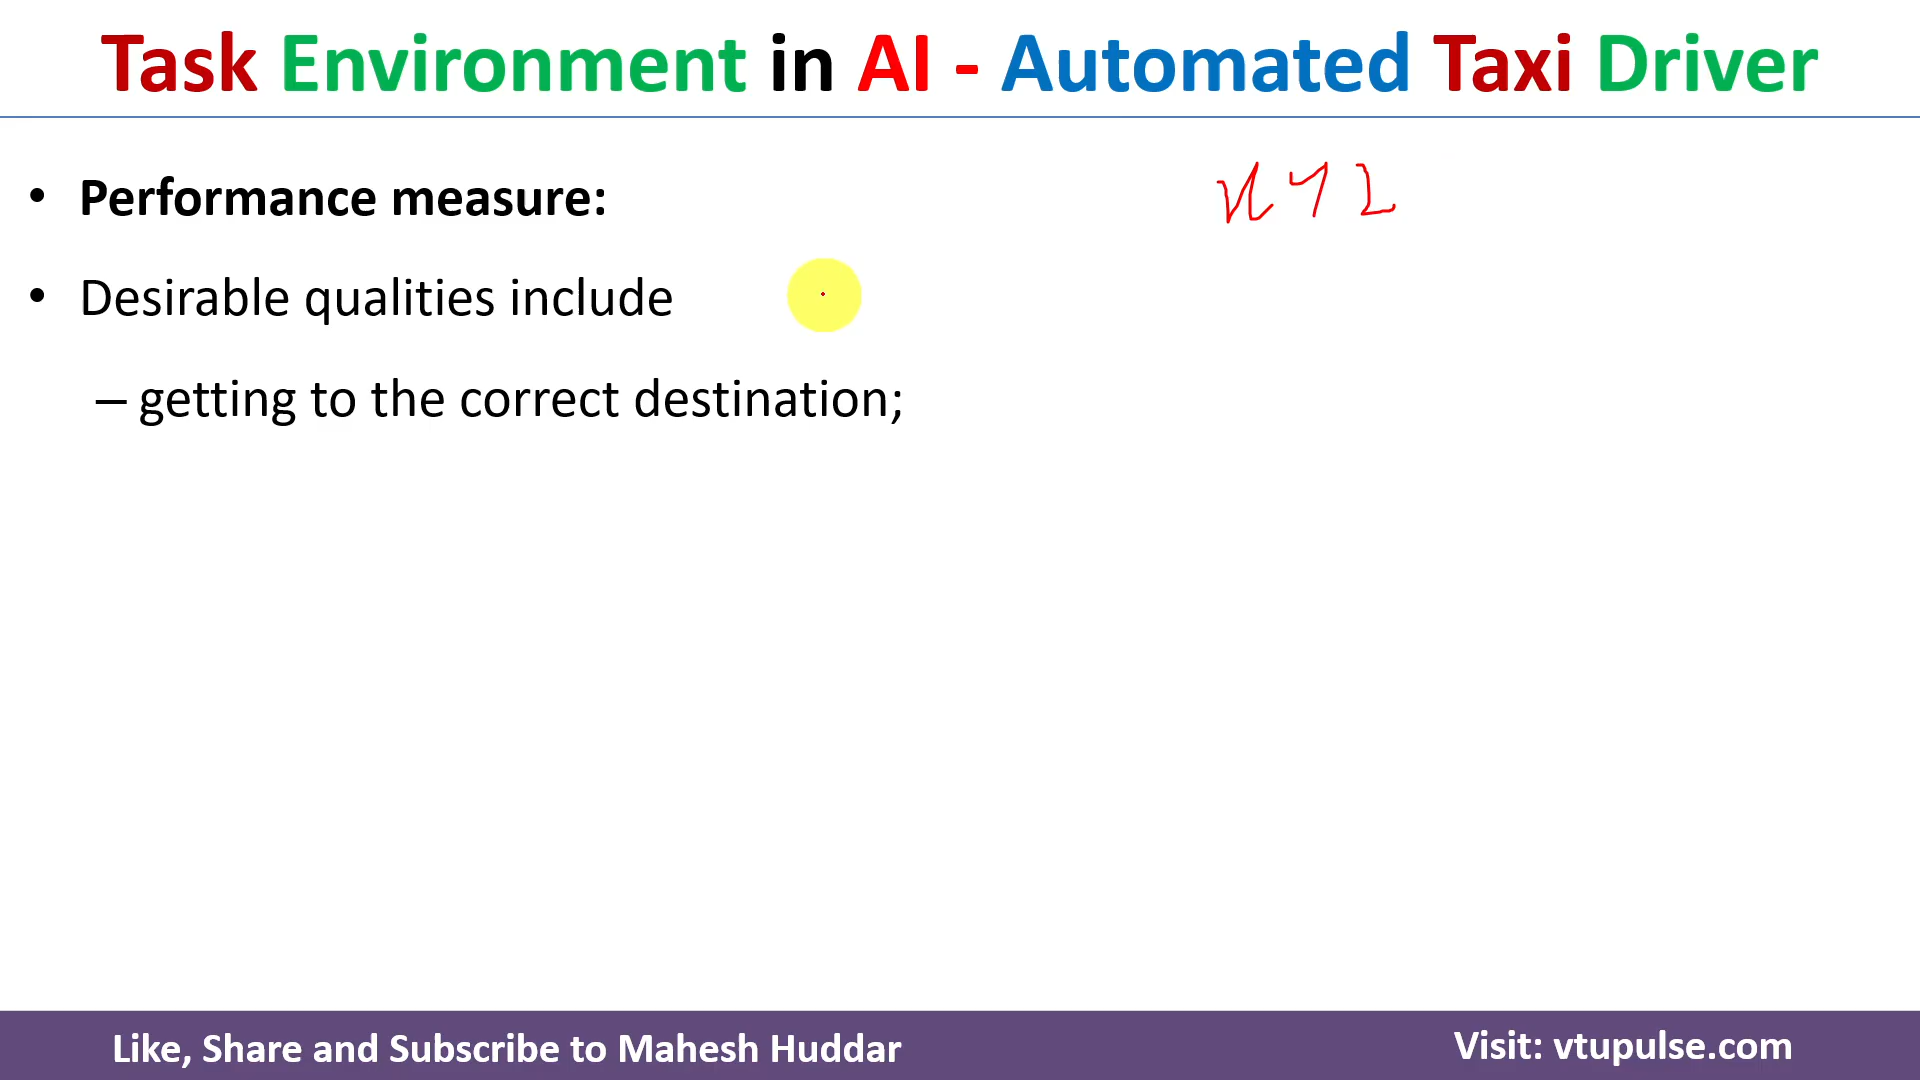 Task Environment in AI - Automated Taxi Driver
• Performance measure:
x y z
• Desirable qualities include
– getting to the correct destination;
Like, Share and Subscribe to Mahesh Huddar
Visit: vtupulse.com